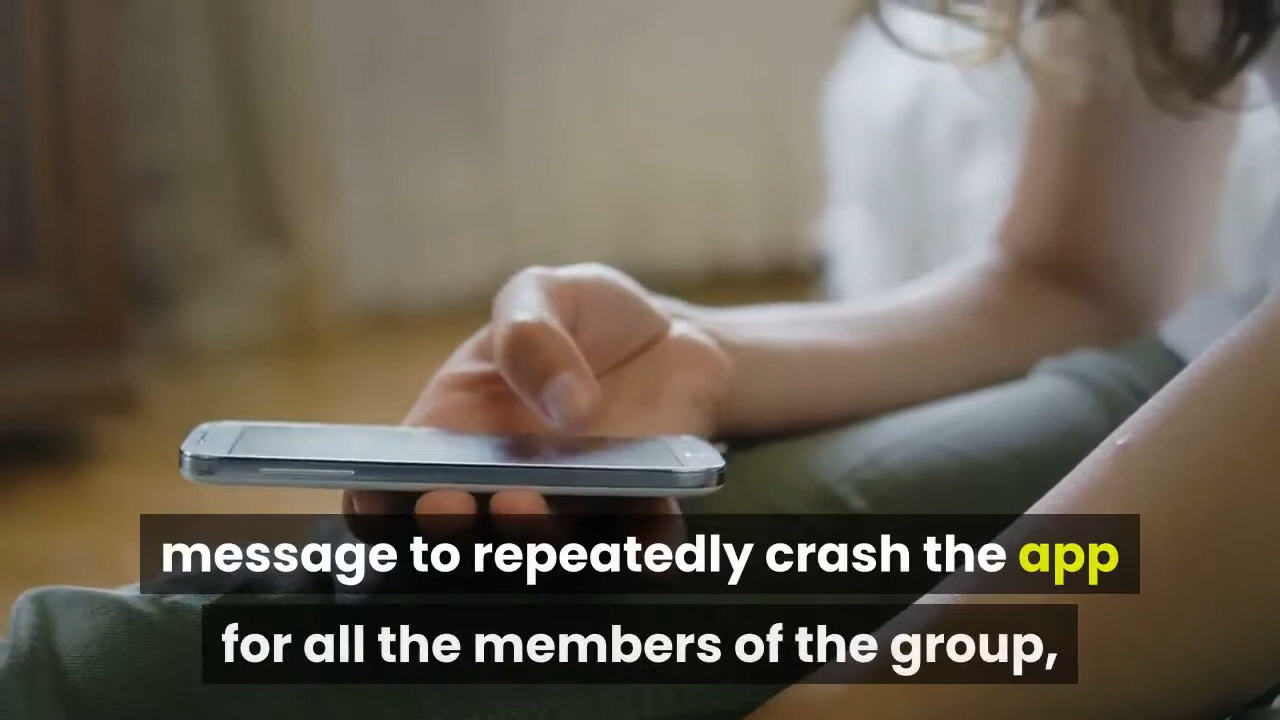 message to repeatedly crash the app
for all the members of the group,